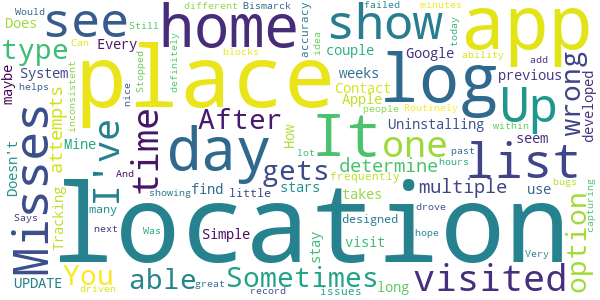 see
home
show
app
type
Does
Every
couple
Google
failed
different
Bismarck
Would
Still
Can
minutes
add
ability
today
accuracy
idea
blocks
definitely
Routinely
inconsistent
Stopped
nice
helps
maybe
System
place
log
weeks
previous
Apple
Contact
wrong
developed
Misses
attempts
I've
time
After
day
It
one
Up
Uninstalling
people
within
seem
How
Mine
Doesn't
Tracking
gets
determine
frequently
list
past
hours
bugs
option
capturing
showing
find
little
stars
takes
multiple
use
lot
Says
And
many
Simple
stay
designed
visit
drove
hope
location
next
Was
great
UPDATE
You
able
Sometimes
issues
long
visited
Very
driven
record